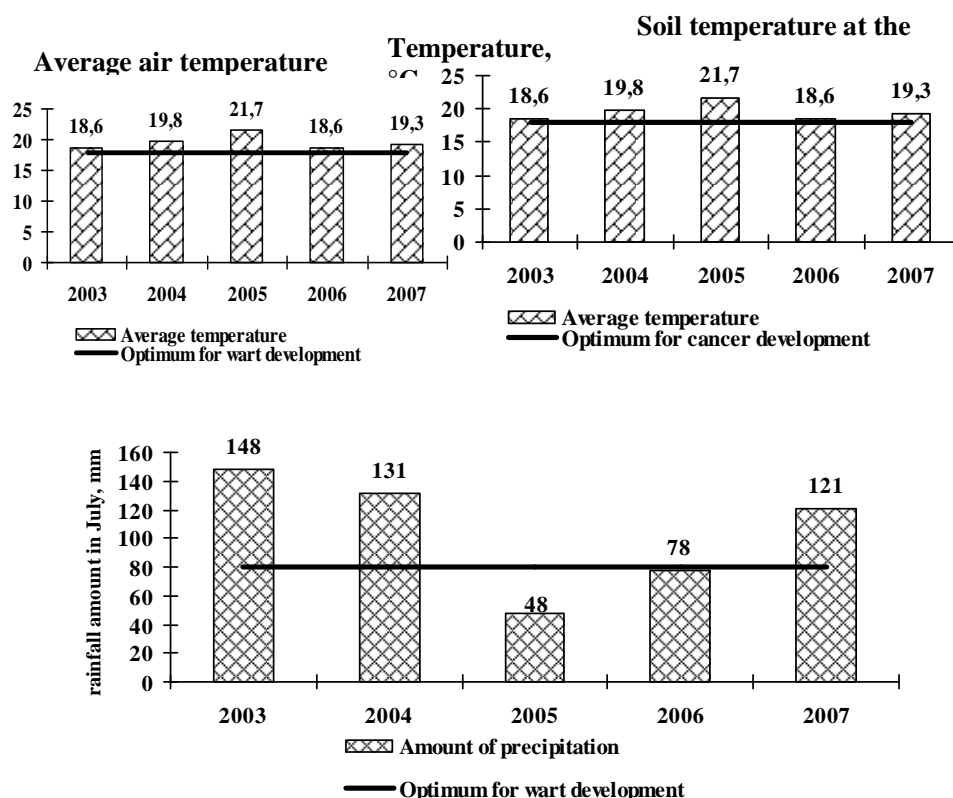 Average air temperature
25
20
15
10
5
0
18,6
19,8
21,7
18,6
19,3
2003 2004 2005 2006 2007
Average temperature
Optimum for wart development
Temperature,
°C
Soil temperature at the
25
20
15
10
5
0
18,6
19,8
21,7
18,6
19,3
2003 2004 2005 2006 2007
Average temperature
Optimum for cancer development
rainfall amount in July, mm
160
140
120
100
80
60
40
20
0
148
131
48
78
121
2003 2004 2005 2006 2007
Amount of precipitation
Optimum for wart development